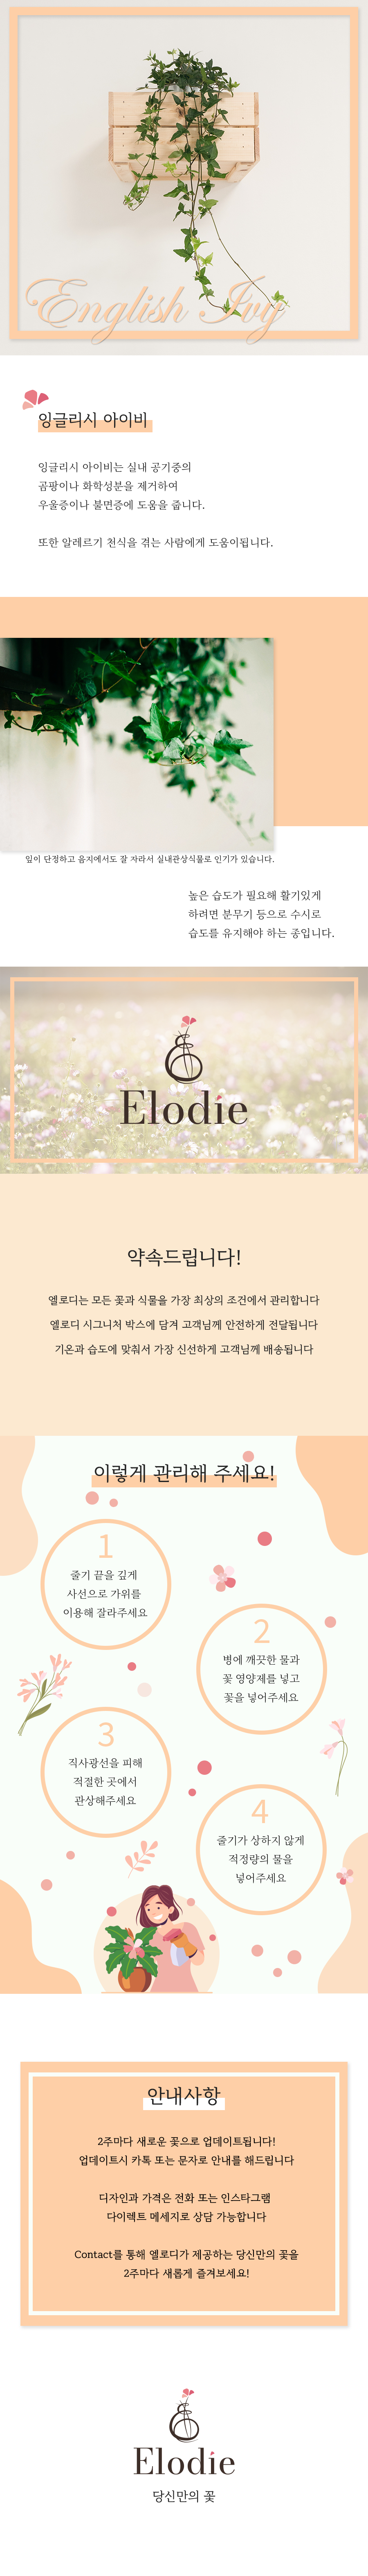 English Ivy
잉글리시 아이비
잉글리시 아이비는 실내 공기중의
곰팡이나 화학성분을 제거하여
우울증이나 불면증에 도움을 줍니다.
또한 알레르기 천식을 겪는 사람에게 도움이됩니다.
잎이 단정하고 음지에서도 잘 자라서 실내관상식물로 인기가 있습니다.
높은 습도가 필요해 활기있게
하려면 분무기 등으로 수시로
습도를 유지해야 하는 종입니다.
Elodie
약속드립니다!
엘로디는 모든 꽃과 식물을 가장 최상의 조건에서 관리합니다
엘로디 시그니처 박스에 담겨 고객님께 안전하게 전달됩니다
기온과 습도에 맞춰서 가장 신선하게 고객님께 배송됩니다
이렇게 관리해 주세요!
1
줄기 끝을 깊게
사선으로 가위를
이용해 잘라주세요
2
병에 깨끗한 물과
꽃 영양제를 넣고
꽃을 넣어주세요
3
직사광선을 피해
적절한 곳에서
관상해주세요
4
줄기가 상하지 않게
적정량의 물을
넣어주세요
안내사항
2주마다 새로운 꽃으로 업데이트됩니다!
업데이트시 카톡 또는 문자로 안내를 해드립니다
디자인과 가격은 전화 또는 인스타그램
다이렉트 메세지로 상담 가능합니다
Contact를 통해 엘로디가 제공하는 당신만의 꽃을
2주마다 새롭게 즐겨보세요!
Elodie
당신만의 꽃